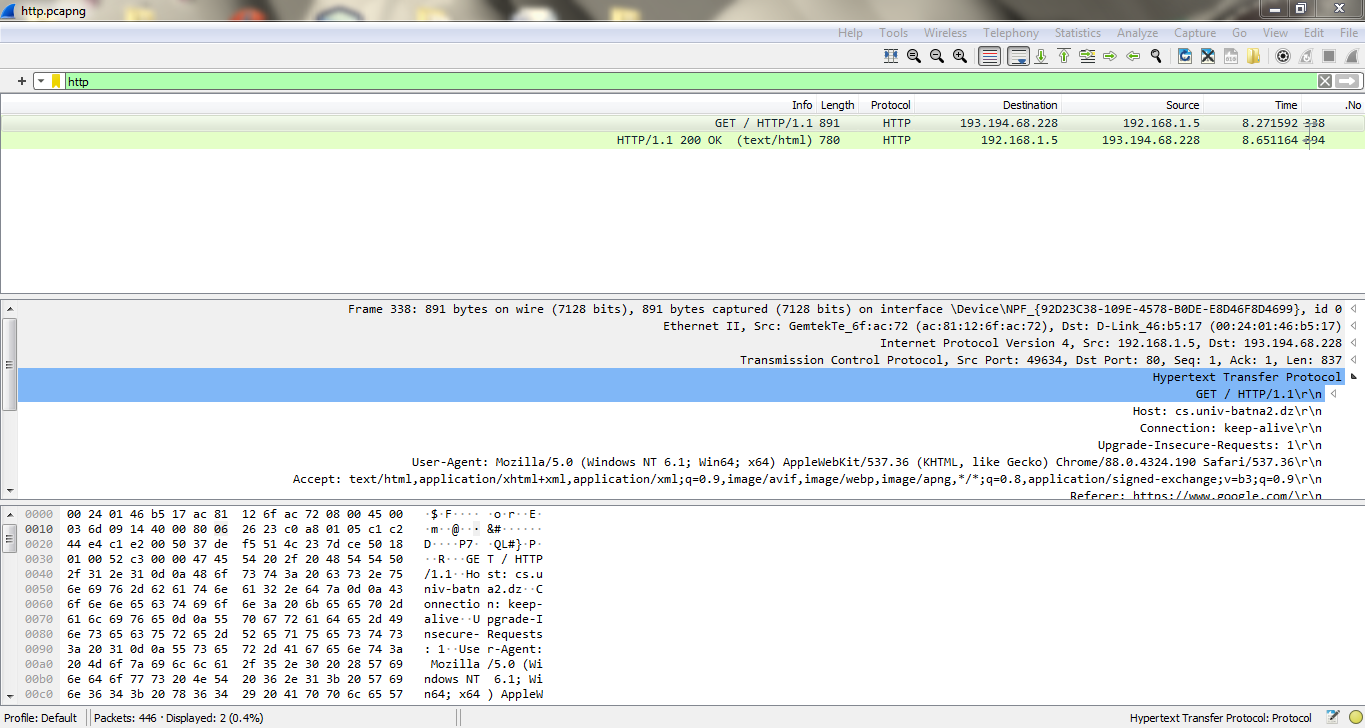 http.pcapng
Help Tools Wireless Telephony Statistics Analyze Capture Go View Edit File
+ http
Info Length Protocol Destination Source Time .No
GET / HTTP/1.1 891 HTTP 193.194.68.228 192.168.1.5 8.271592 338
HTTP/1.1 200 OK (text/html) 780 HTTP 192.168.1.5 193.194.68.228 8.651164 394
Frame 338: 891 bytes on wire (7128 bits), 891 bytes captured (7128 bits) on interface \Device\NPF_{92D23C38-109E-4578-B0DE-E8D46F8D4699}, id 0
Ethernet II, Src: GemtekTe_6f:ac:72 (ac:81:12:6f:ac:72), Dst: D-Link_46:b5:17 (00:24:01:46:b5:17)
Internet Protocol Version 4, Src: 192.168.1.5, Dst: 193.194.68.228
Transmission Control Protocol, Src Port: 49634, Dst Port: 80, Seq: 1, Ack: 1, Len: 837
Hypertext Transfer Protocol
GET / HTTP/1.1\r\n
Host: cs.univ-batna2.dz\r\n
Connection: keep-alive\r\n
Upgrade-Insecure-Requests: 1\r\n
User-Agent: Mozilla/5.0 (Windows NT 6.1; Win64; x64) AppleWebKit/537.36 (KHTML, like Gecko) Chrome/88.0.4324.190 Safari/537.36\r\n
Accept: text/html,application/xhtml+xml,application/xml;q=0.9,image/avif,image/webp,image/apng,*/*;q=0.8,application/signed-exchange;v=b3;q=0.9\r\n
Referer: https://www.google.com/\r\n
0000 00 24 01 46 b5 17 ac 81 12 6f ac 72 08 00 45 00 ·$·F···· ·o·r··E·
0010 03 6d 09 14 40 00 80 06 26 23 c0 a8 01 05 c1 c2 ·m··@··· &#······
0020 44 e4 c1 e2 00 50 37 de f5 51 4c 23 7d ce 50 18 D····P7· ·QL#}·P·
0030 01 00 52 c3 00 00 47 45 54 20 2f 20 48 54 54 50 ··R···GE T / HTTP
0040 2f 31 2e 31 0d 0a 48 6f 73 74 3a 20 63 73 2e 75 /1.1··Ho st: cs.u
0050 6e 69 76 2d 62 61 74 6e 61 32 2e 64 7a 0d 0a 43 niv-batn a2.dz··C
0060 6f 6e 6e 65 63 74 69 6f 6e 3a 20 6b 65 65 70 2d onnectio n: keep-
0070 61 6c 69 76 65 0d 0a 55 70 67 72 61 64 65 2d 49 alive··U pgrade-I
0080 6e 73 65 63 75 72 65 2d 52 65 71 75 65 73 74 73 nsecure- Requests
0090 3a 20 31 0d 0a 55 73 65 72 2d 41 67 65 6e 74 3a : 1··Use r-Agent:
00a0 20 4d 6f 7a 69 6c 6c 61 2f 35 2e 30 20 28 57 69 Mozilla /5.0 (Wi
00b0 6e 64 6f 77 73 20 4e 54 20 36 2e 31 3b 20 57 69 ndows NT 6.1; Wi
00c0 6e 36 34 3b 20 78 36 34 29 20 41 70 70 6c 65 57 n64; x64 ) AppleW
Profile: Default Packets: 446 · Displayed: 2 (0.4%) Hypertext Transfer Protocol: Protocol